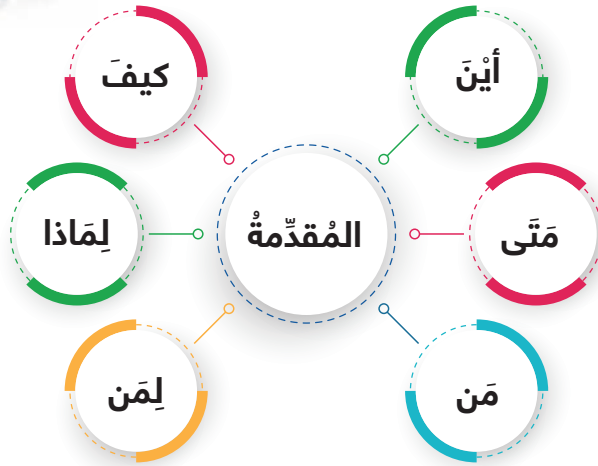 أيْنَ
كيفَ
مَتَى
المُقدِّمةُ
لِمَاذا
مَن
لِمَن